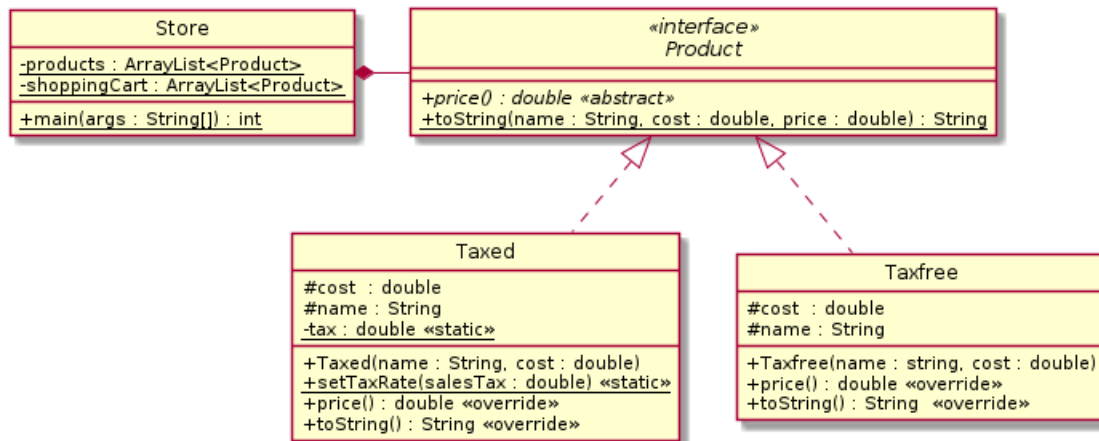 Store
-products : ArrayList<Product>
-shoppingCart : ArrayList<Product>
+main(args : String[]) : int
«interface»
Product
+price() : double «abstract»
+toString(name : String, cost : double, price : double) : String
Taxed
#cost : double
#name : String
-tax : double «static»
+Taxed(name : String, cost : double)
+setTaxRate(salesTax : double) «static»
+price() : double «override»
+toString() : String «override»
Taxfree
#cost : double
#name : String
+Taxfree(name : string, cost : double)
+price() : double «override»
+toString() : String «override»